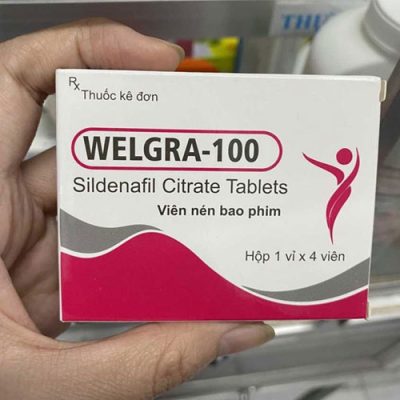 Rx Thuốc kê đơn
WELGRA-100
Sildenafil Citrate Tablets
Viên nén bao phim
Hộp 1 vỉ x 4 viên